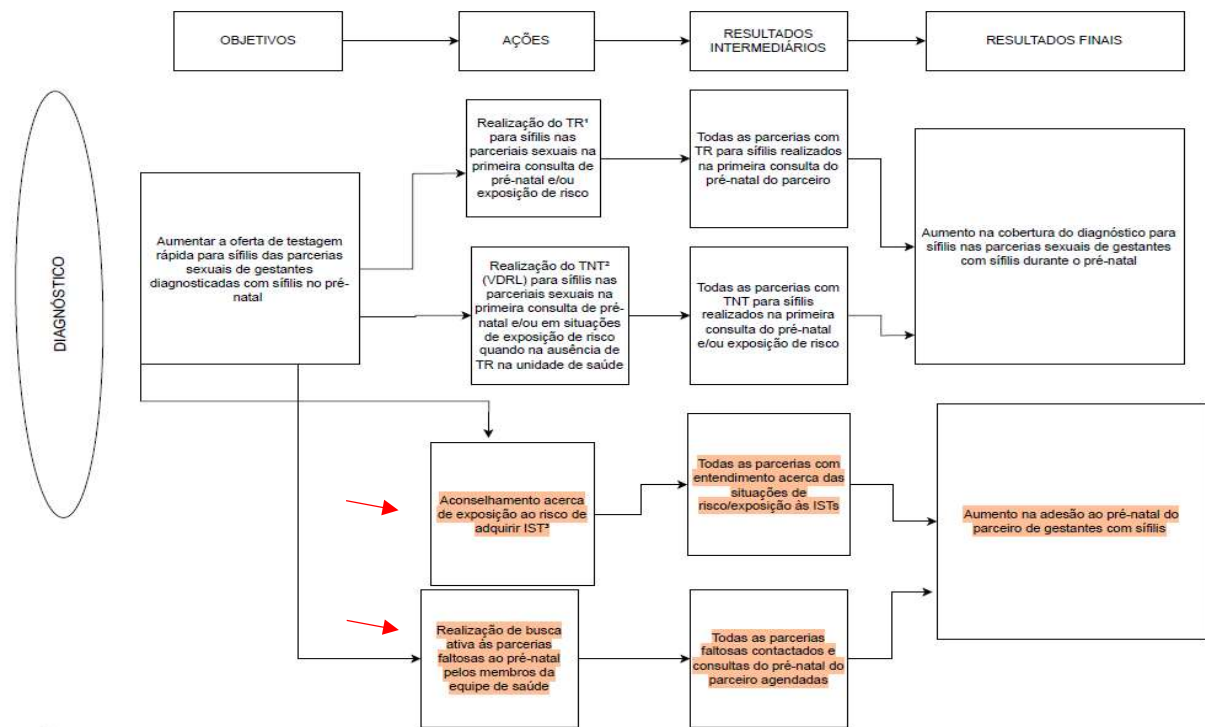 OBJETIVOS
AÇÕES
RESULTADOS
INTERMEDIÁRIOS
RESULTADOS FINAIS
DIAGNÓSTICO
Aumentar a oferta de testagem
rápida para sífilis das parcerias
sexuais de gestantes
diagnosticadas com sífilis no pré-
natal
Realização do TR¹
para sífilis nas
parceriais sexuais na
primeira consulta de
pré-natal e/ou
exposição de risco
Todas as parcerias com
TR para sífilis realizados
na primeira consulta do
pré-natal do parceiro
Aumento na cobertura do diagnóstico para
sífilis nas parcerias sexuais de gestantes
com sífilis durante o pré-natal
Realização do TNT²
(VDRL) para sífilis nas
parceriais sexuais na
primeira consulta de pré-
natal e/ou em situações
de exposição de risco
quando na ausência de
TR na unidade de saúde
Todas as parcerias com
TNT para sífilis
realizados na primeira
consulta do pré-natal
e/ou exposição de risco
Aconselhamento acerca
de exposição ao risco de
adquirir IST³
Todas as parcerias com
entendimento acerca das
situações de
risco/exposição às ISTs
Aumento na adesão ao pré-natal do
parceiro de gestantes com sífilis
Realização de busca
ativa ás parcerias
faltosas ao pré-natal
pelos membros da
equipe de saúde
Todas as parcerias
faltosas contactados e
consultas do pré-natal do
parceiro agendadas